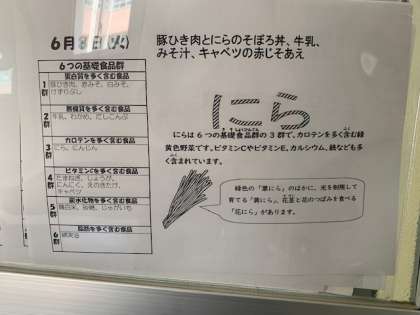 6月8日(火)
豚ひき肉とにらのそぼろ丼、牛乳、
みそ汁、キャベツの赤じそあえ
6つの基礎食品群
1群
蛋白質を多く含む食品
豚ひき肉、赤みそ、白みそ、
けずりぶし
2群
無機質を多く含む食品
牛乳、わかめ、だしこんぶ
3群
カロテンを多く含む食品
にら、にんじん
4群
ビタミンCを多く含む食品
たまねぎ、しょうが、
にんにく、えのきたけ、
キャベツ
5群
炭水化物を多く含む食品
精白米、砂糖、じゃがいも
6群
脂肪を多く含む食品
にら
にらは6つの基礎食品群の3群で、カロテンを多く含む緑
黄色野菜です。ビタミンCやビタミンE、カルシウム、鉄なども多
く含まれています。
緑色の「葉にら」のほかに、光を制限して
育てる「黄にら」、花茎と花のつぼみを食べる
「花にら」があります。